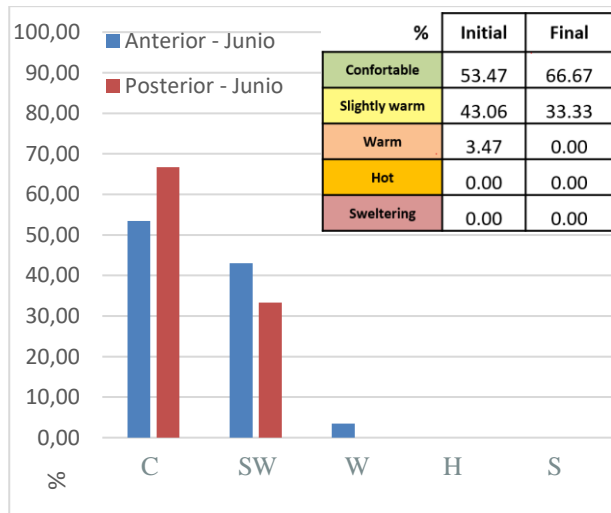 100,00
90,00
80,00
70,00
60,00
50,00
40,00
30,00
20,00
10,00
0,00
%
Anterior - Junio
Posterior - Junio
% Initial Final
Confortable 53.47 66.67
Slightly warm 43.06 33.33
Warm 3.47 0.00
Hot 0.00 0.00
Sweltering 0.00 0.00
C SW W H S